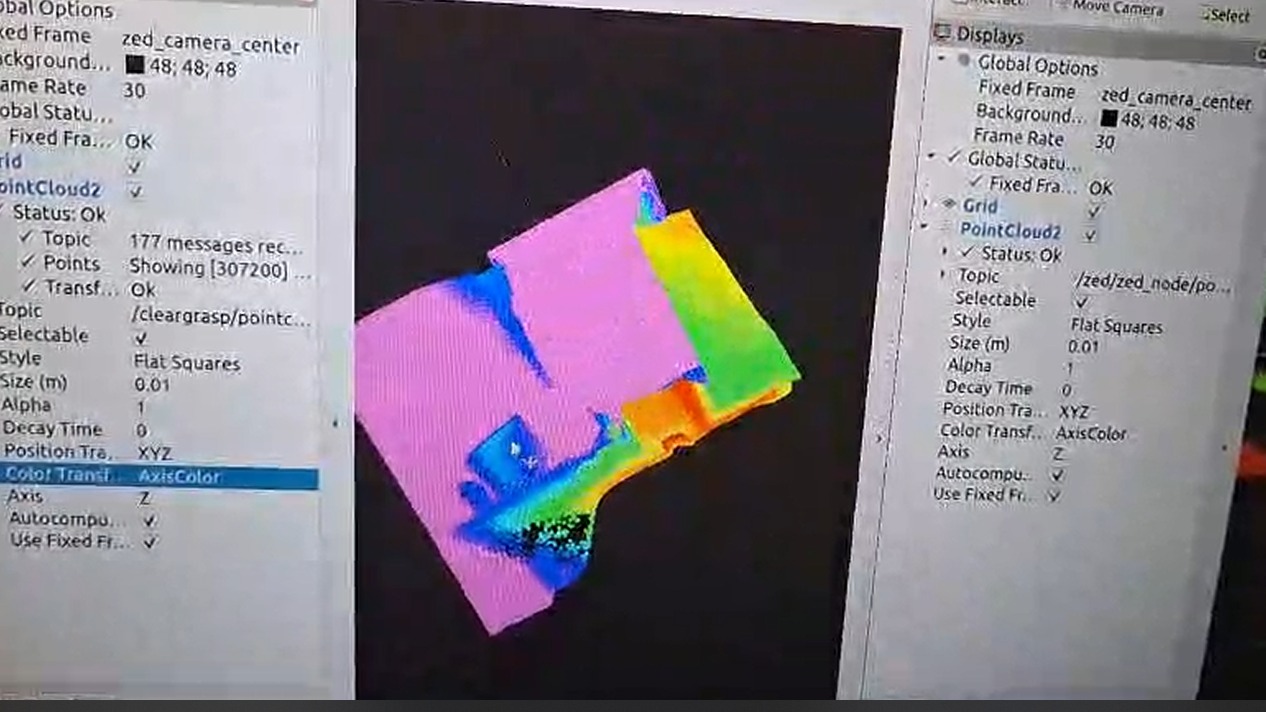 obal Options
xed Frame zed_camera_center
ackground... 48; 48; 48
ame Rate 30
obal Statu...
Fixed Fra... OK
rid
ointCloud2
Status: Ok
Topic 177 messages rec...
Points Showing [307200] ...
Transf... Ok
Topic /cleargrasp/pointc...
Selectable
Style Flat Squares
Size (m) 0.01
Alpha 1
Decay Time 0
Position Tra... XYZ
Color Transf... AxisColor
Axis Z
Autocompu...
Use Fixed Fr...
Interact Move Camera Select
Displays
Global Options
Fixed Frame zed_camera_center
Background... 48; 48; 48
Frame Rate 30
Global Statu...
Fixed Fra... OK
Grid
PointCloud2
Status: Ok
Topic /zed/zed_node/po...
Selectable
Style Flat Squares
Size (m) 0.01
Alpha 1
Decay Time 0
Position Tra... XYZ
Color Transf... AxisColor
Axis Z
Autocompu...
Use Fixed Fr...